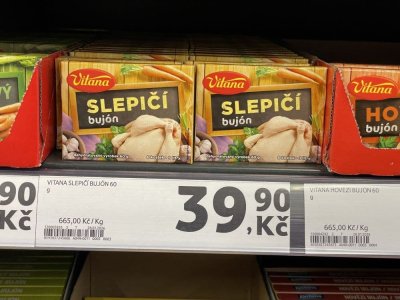 Vitana
SLEPIČÍ
bujón
Vitana
SLEPIČÍ
bujón
VÝ
Vitana
HO
bujón
90
Kč
VITANA SLEPIČÍ BUJÓN 60
g
665,00 Kč/Kg
39,90
Kč
VITANA HOVĚZÍ BUJÓN 60
g
665,00 Kč/Kg